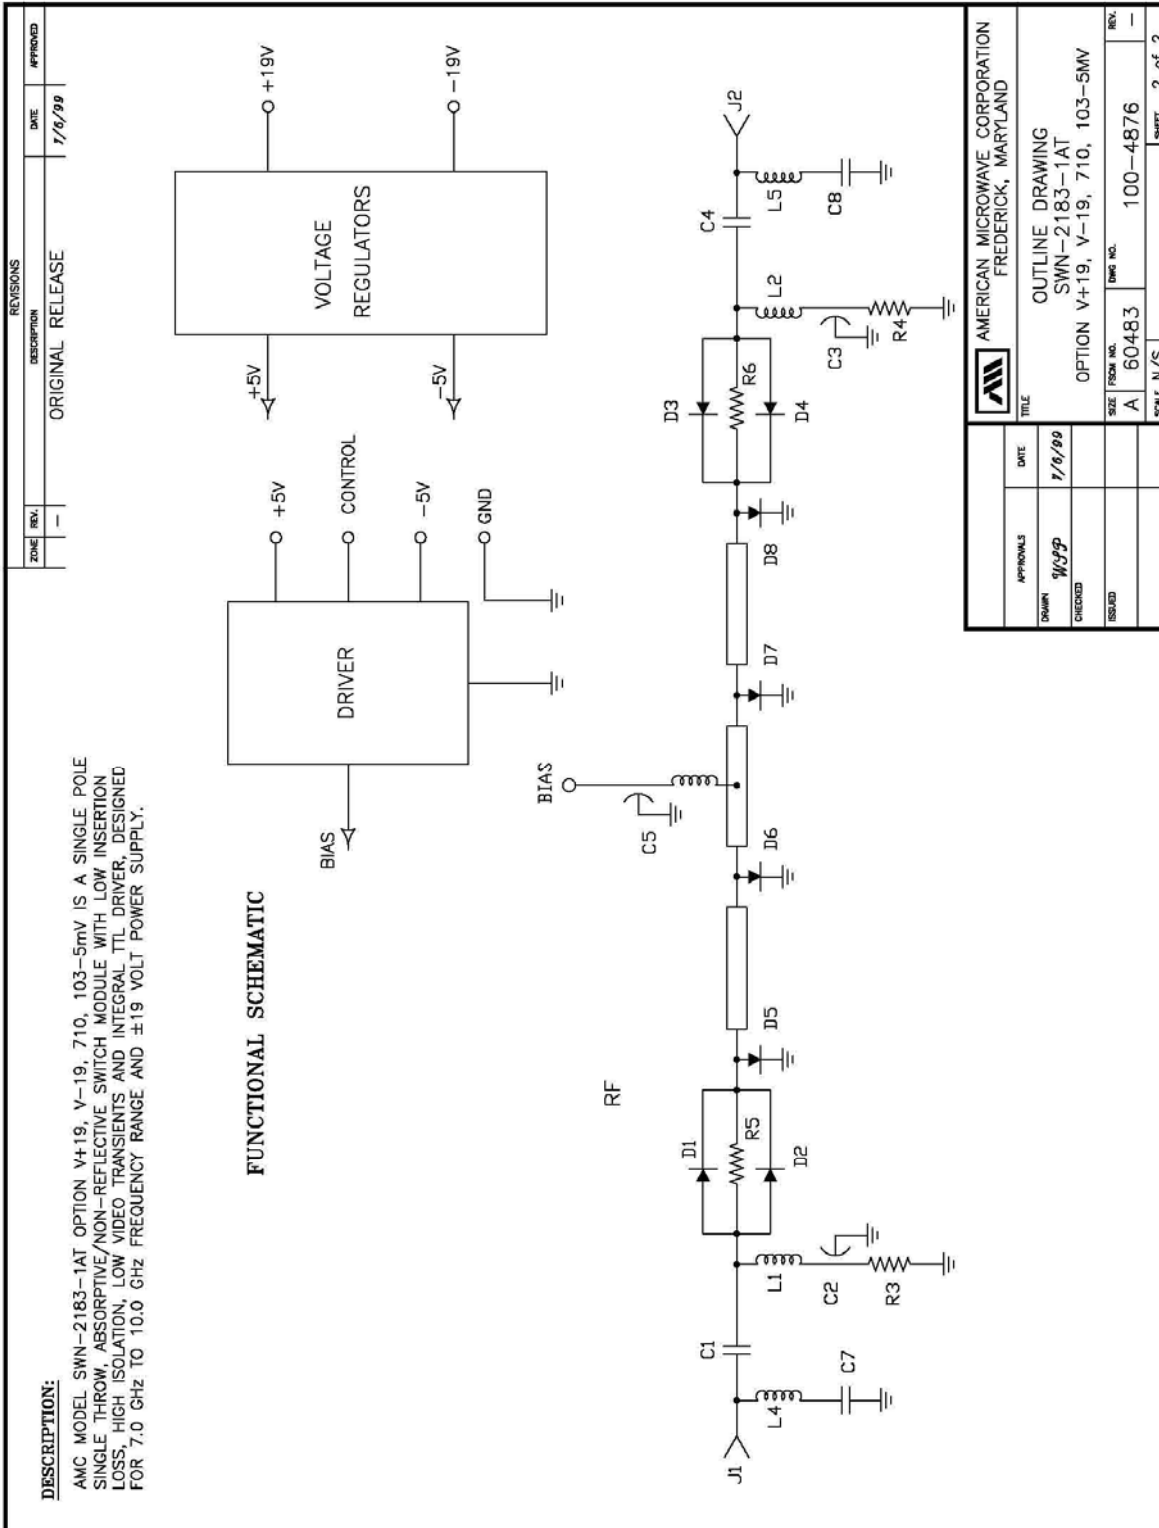 REVISIONS
ZONE REV. DESCRIPTION DATE APPROVED
— ORIGINAL RELEASE 7/6/99
DESCRIPTION:
AMC MODEL SWN-2183-1AT OPTION V+19, V-19, 710, 103-5mV IS A SINGLE POLE
SINGLE THROW, ABSORPTIVE/NON-REFLECTIVE SWITCH MODULE WITH LOW INSERTION
LOSS, HIGH ISOLATION, LOW VIDEO TRANSIENTS AND INTEGRAL TTL DRIVER, DESIGNED
FOR 7.0 GHz TO 10.0 GHz FREQUENCY RANGE AND ±19 VOLT POWER SUPPLY.
FUNCTIONAL SCHEMATIC
BIAS
DRIVER
+5V
CONTROL
-5V
GND
+5V
-5V
VOLTAGE
REGULATORS
+19V
-19V
RF
BIAS
C5
J1
L4
C7
C1
L1
C2
R3
D1
R5
D2
D5
D6
D7
D8
D3
R6
D4
L2
C3
R4
C4
L5
C8
J2
APPROVALS DATE
DRAWN WSP 7/6/99
CHECKED
ISSUED
AMERICAN MICROWAVE CORPORATION
FREDERICK, MARYLAND
TITLE
OUTLINE DRAWING
SWN-2183-1AT
OPTION V+19, V-19, 710, 103-5MV
SIZE FSCM NO. DWG NO. REV.
A 60483 100-4876 —
SCALE N/S SHEET 2 of 2